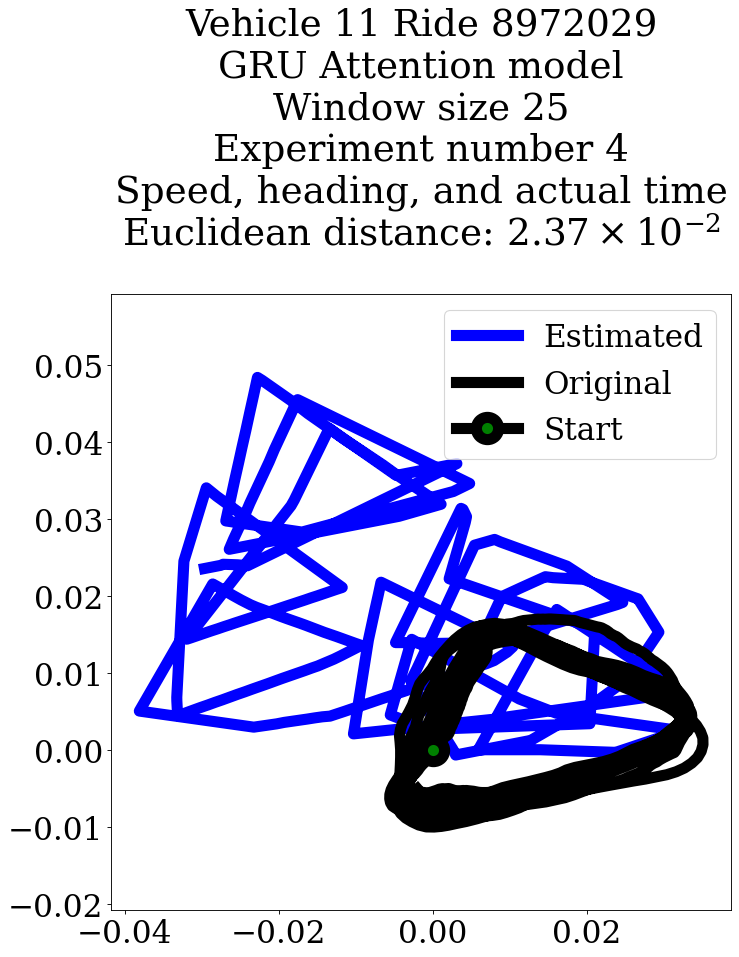 Vehicle 11 Ride 8972029
GRU Attention model
Window size 25
Experiment number 4
Speed, heading, and actual time
Euclidean distance: 2.37 × 10⁻²
Estimated
Original
Start
0.05
0.04
0.03
0.02
0.01
0.00
−0.01
−0.02
−0.04 −0.02 0.00 0.02